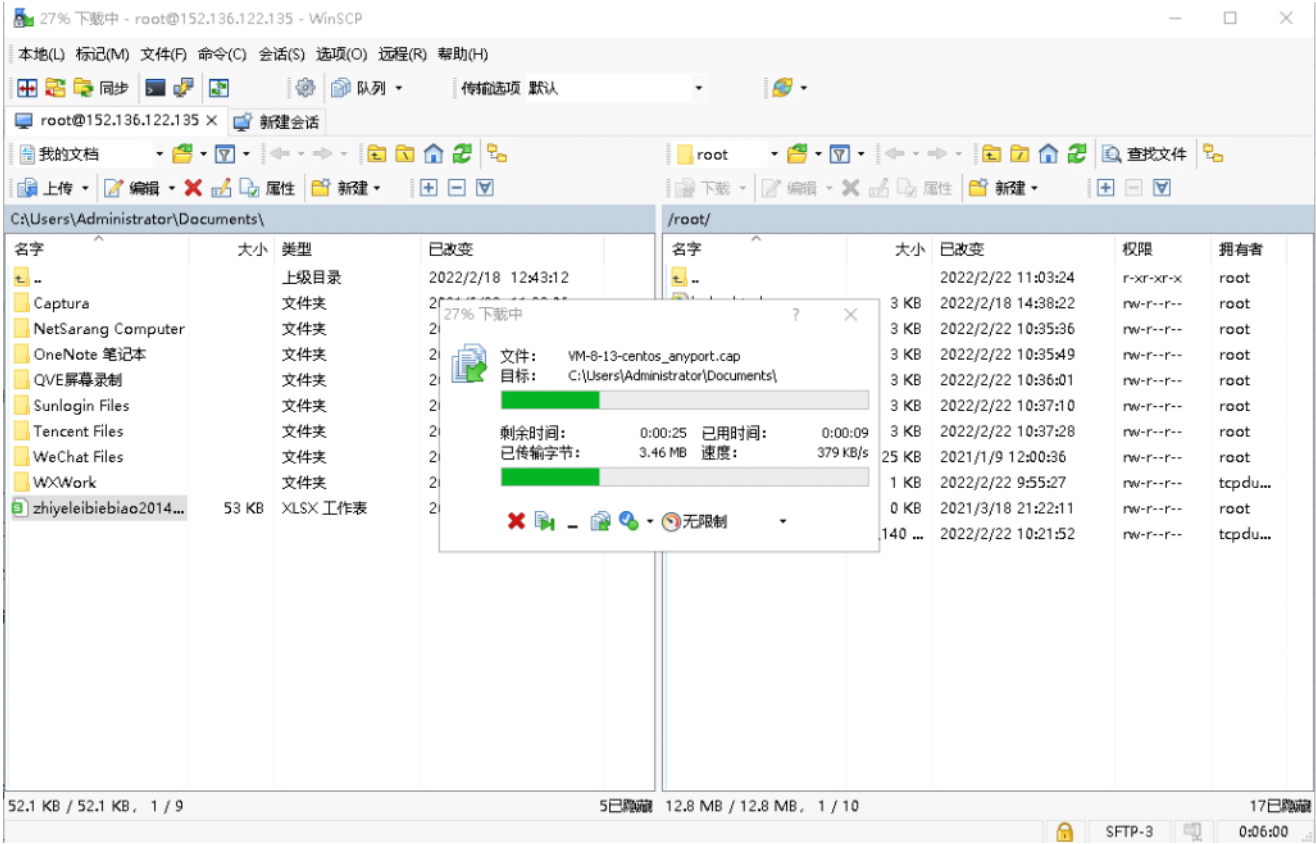 27% 下载中 - root@152.136.122.135 - WinSCP
本地(L) 标记(M) 文件(F) 命令(C) 会话(S) 选项(O) 远程(R) 帮助(H)
同步 队列 传输选项 默认
root@152.136.122.135 × 新建会话
我的文档 root 查找文件
上传 编辑 属性 新建 下载 编辑 属性 新建
C:\Users\Administrator\Documents\ /root/
名字 大小 类型 已改变 名字 大小 已改变 权限 拥有者
.. 上级目录 2022/2/18 12:43:12 .. 2022/2/22 11:03:24 r-xr-xr-x root
Captura 文件夹 3 KB 2022/2/18 14:38:22 rw-r--r-- root
NetSarang Computer 文件夹 3 KB 2022/2/22 10:35:36 rw-r--r-- root
OneNote 笔记本 文件夹 3 KB 2022/2/22 10:35:49 rw-r--r-- root
QVE屏幕录制 文件夹 3 KB 2022/2/22 10:36:01 rw-r--r-- root
Sunlogin Files 文件夹 3 KB 2022/2/22 10:37:10 rw-r--r-- root
Tencent Files 文件夹 3 KB 2022/2/22 10:37:28 rw-r--r-- root
WeChat Files 文件夹 25 KB 2021/1/9 12:00:36 rw-r--r-- root
WXWork 文件夹 1 KB 2022/2/22 9:55:27 rw-r--r-- tcpdu...
zhiyeleibiebiao2014... 53 KB XLSX 工作表 0 KB 2021/3/18 21:22:11 rw-r--r-- root
140 ... 2022/2/22 10:21:52 rw-r--r-- tcpdu...
27% 下载中 ?
文件: VM-8-13-centos_anyport.cap
目标: C:\Users\Administrator\Documents\
剩余时间: 0:00:25 已用时间: 0:00:09
已传输字节: 3.46 MB 速度: 379 KB/s
无限制
52.1 KB / 52.1 KB, 1 / 9 5已隐藏 12.8 MB / 12.8 MB, 1 / 10 17已隐藏
SFTP-3 0:06:00